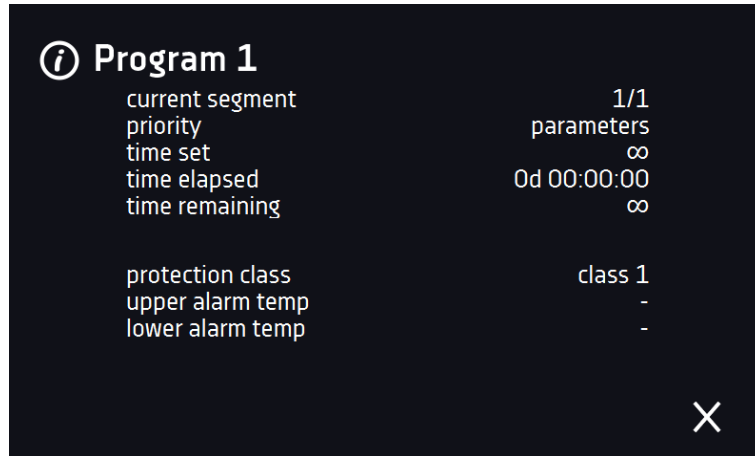 Program 1
current segment 1/1
priority parameters
time set ∞
time elapsed 0d 00:00:00
time remaining ∞
protection class class 1
upper alarm temp -
lower alarm temp -